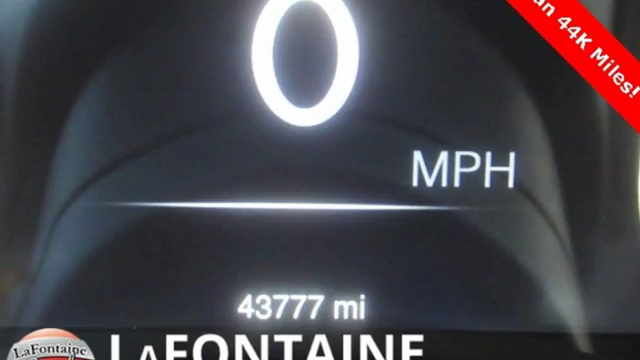 0
an 44K Miles!
MPH
43777 mi
LaFontaine
LAFONTAINE